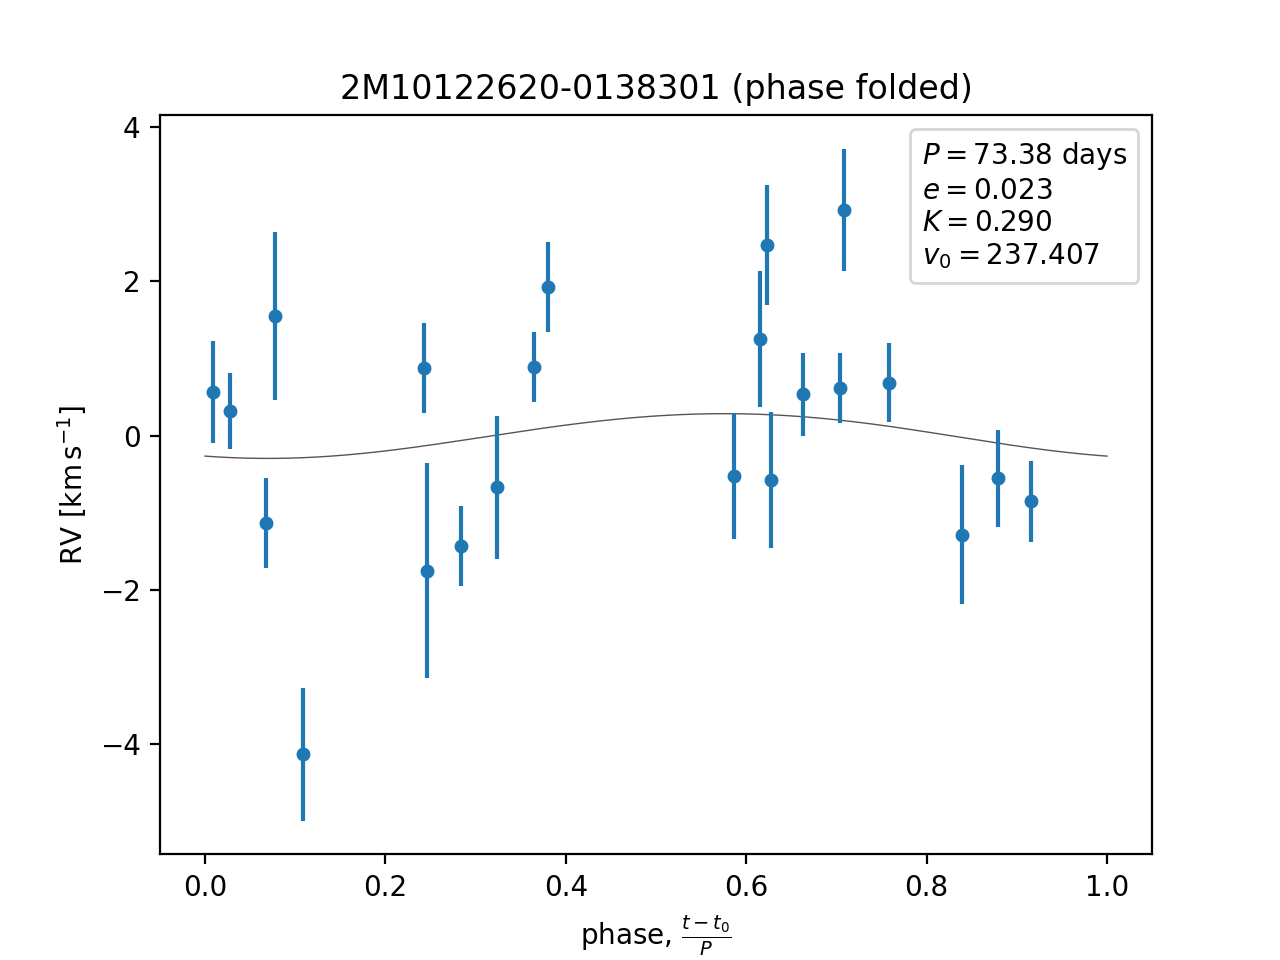 2M10122620-0138301 (phase folded)
P = 73.38 days
e = 0.023
K = 0.290
v₀ = 237.407
4
2
0
−2
−4
RV [km s⁻¹]
0.0 0.2 0.4 0.6 0.8 1.0
phase, (t − t₀)/P